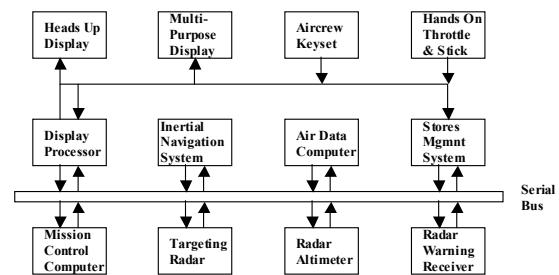 Heads Up
Display
Multi-
Purpose
Display
Aircrew
Keyset
Hands On
Throttle
& Stick
Display
Processor
Inertial
Navigation
System
Air Data
Computer
Stores
Mgmnt
System
Serial
Bus
Mission
Control
Computer
Targeting
Radar
Radar
Altimeter
Radar
Warning
Receiver